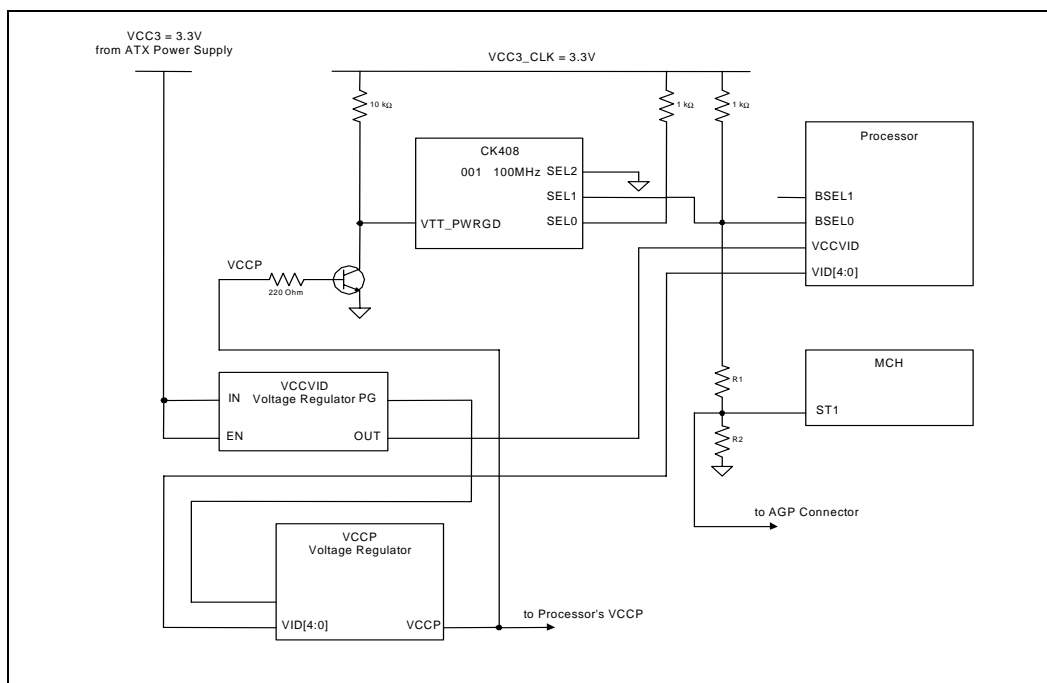 VCC3 = 3.3V
from ATX Power Supply
VCC3_CLK = 3.3V
10 kΩ
1 kΩ
1 kΩ
CK408
001 100MHz SEL2
SEL1
VTT_PWRGD
SEL0
Processor
BSEL1
BSEL0
VCCVID
VID[4:0]
VCCP
220 Ohm
MCH
ST1
R1
R2
to AGP Connector
VCCVID
Voltage Regulator
IN
PG
EN
OUT
VCCP
Voltage Regulator
VID[4:0]
VCCP
to Processor's VCCP